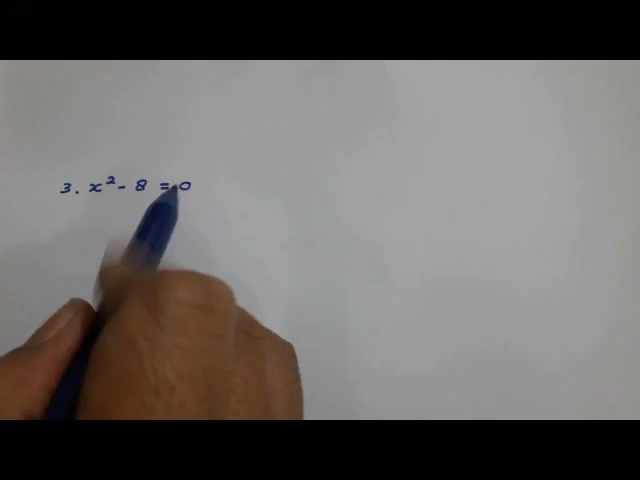 3. x² - 8 = 0